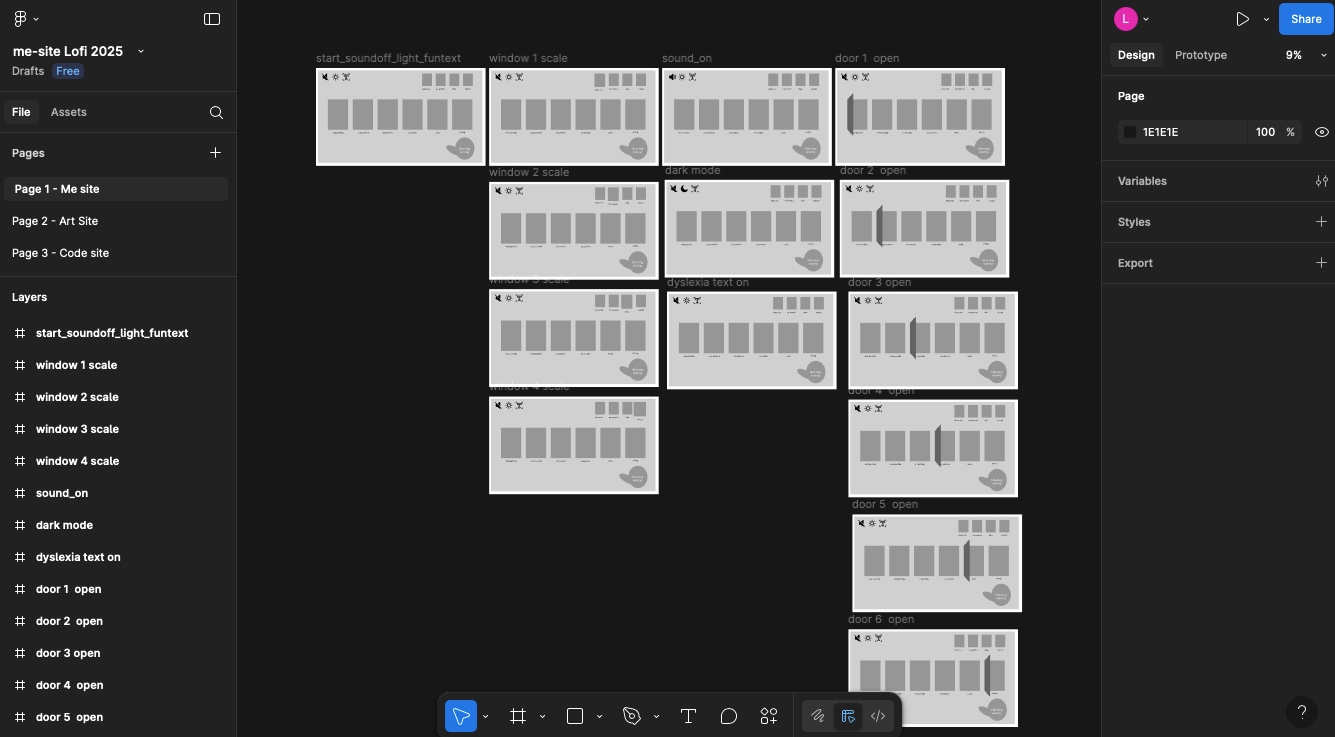 me-site Lofi 2025
Drafts Free
File Assets
Pages
Page 1 - Me site
Page 2 - Art Site
Page 3 - Code site
Layers
start_soundoff_light_funtext
window 1 scale
window 2 scale
window 3 scale
window 4 scale
sound_on
dark mode
dyslexia text on
door 1 open
door 2 open
door 3 open
door 4 open
door 5 open
start_soundoff_light_funtext
window 1 scale
sound_on
door 1 open
window 2 scale
dark mode
door 2 open
window 3 scale
dyslexia text on
door 3 open
window 4 scale
door 4 open
door 5 open
door 6 open
L
Share
Design Prototype 9%
Page
1E1E1E 100 %
Variables
Styles
Export
?